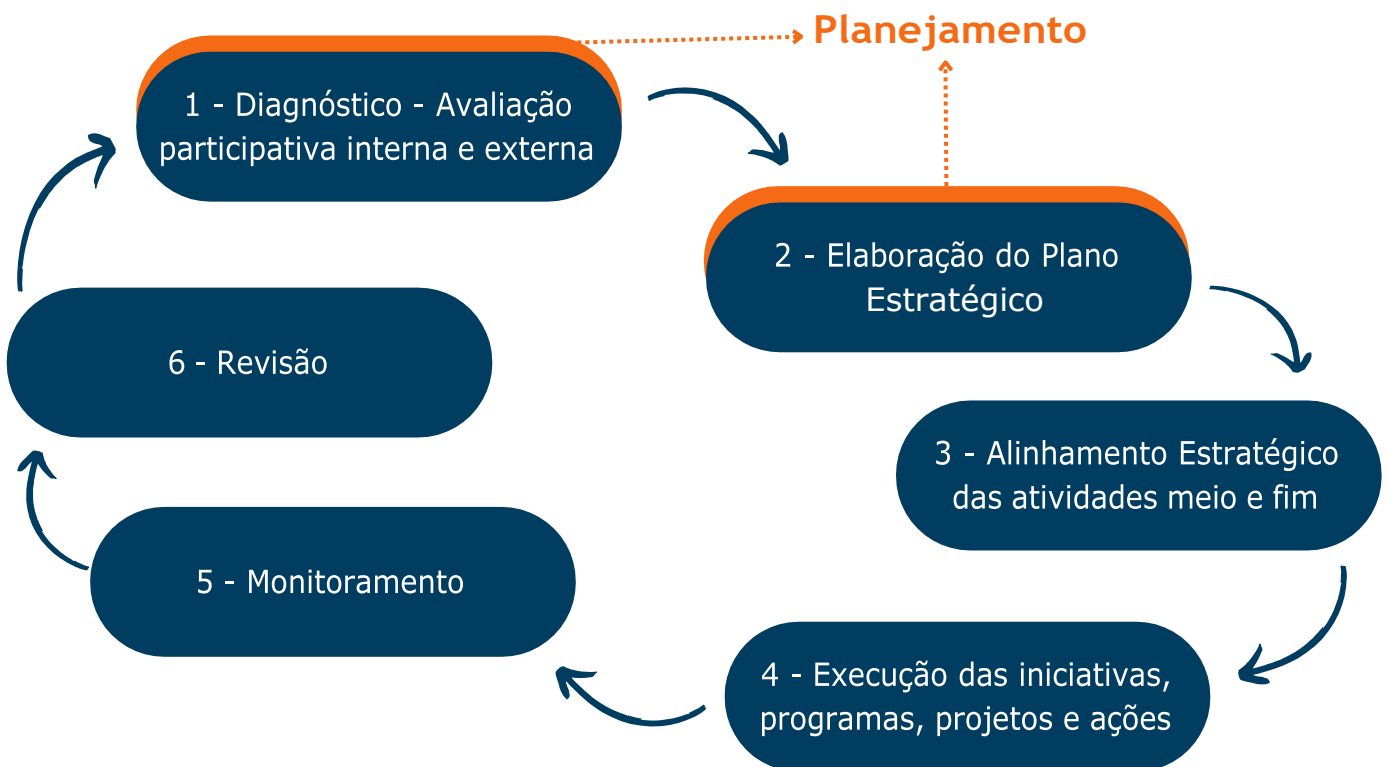 Planejamento
1 - Diagnóstico - Avaliação
participativa interna e externa
2 - Elaboração do Plano
Estratégico
3 - Alinhamento Estratégico
das atividades meio e fim
4 - Execução das iniciativas,
programas, projetos e ações
5 - Monitoramento
6 - Revisão